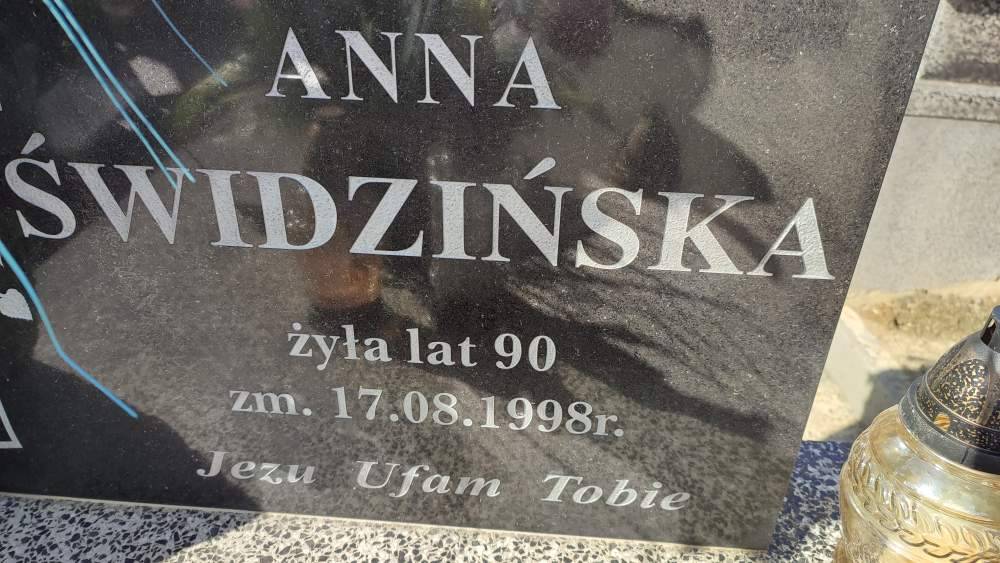 ANNA
ŚWIDZIŃSKA
żyła lat 90
zm. 17.08.1998r.
Jezu Ufam Tobie